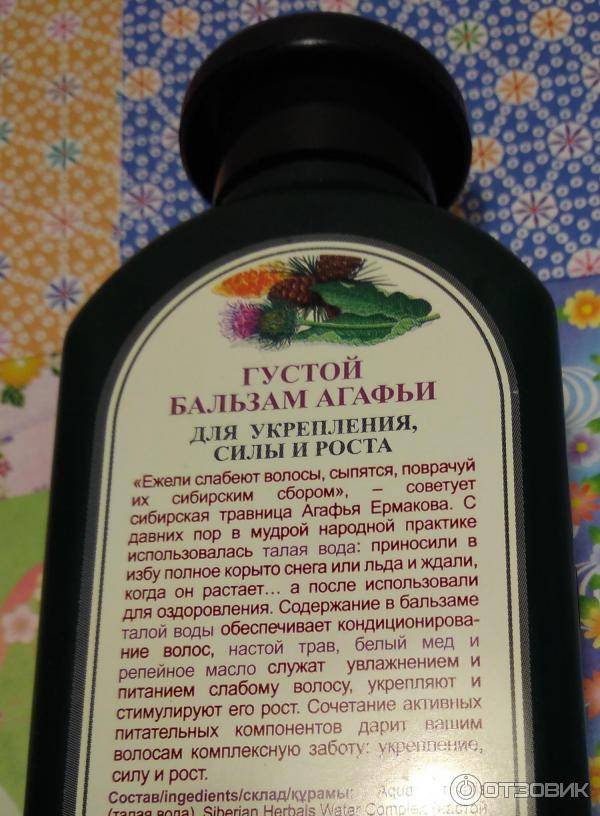 ГУСТОЙ
БАЛЬЗАМ АГАФЬИ
ДЛЯ УКРЕПЛЕНИЯ,
СИЛЫ И РОСТА
«Ежели слабеют волосы, сыпятся, поврачуй
их сибирским сбором», – советует
сибирская травница Агафья Ермакова. С
давних пор в мудрой народной практике
использовалась талая вода: приносили в
избу полное корыто снега или льда и ждали,
когда он растает… а после использовали
для оздоровления. Содержание в бальзаме
талой воды обеспечивает кондиционирова-
ние волос, настой трав, белый мед и
репейное масло служат увлажнением и
питанием слабому волосу, укрепляют и
стимулируют его рост. Сочетание активных
питательных компонентов дарит вашим
волосам комплексную заботу: укрепление,
силу и рост.
Состав/ingedients/склад/құрамы: Aqua
(талая вода), Siberian Herbals Water Complex (настой
ОТЗОВИК